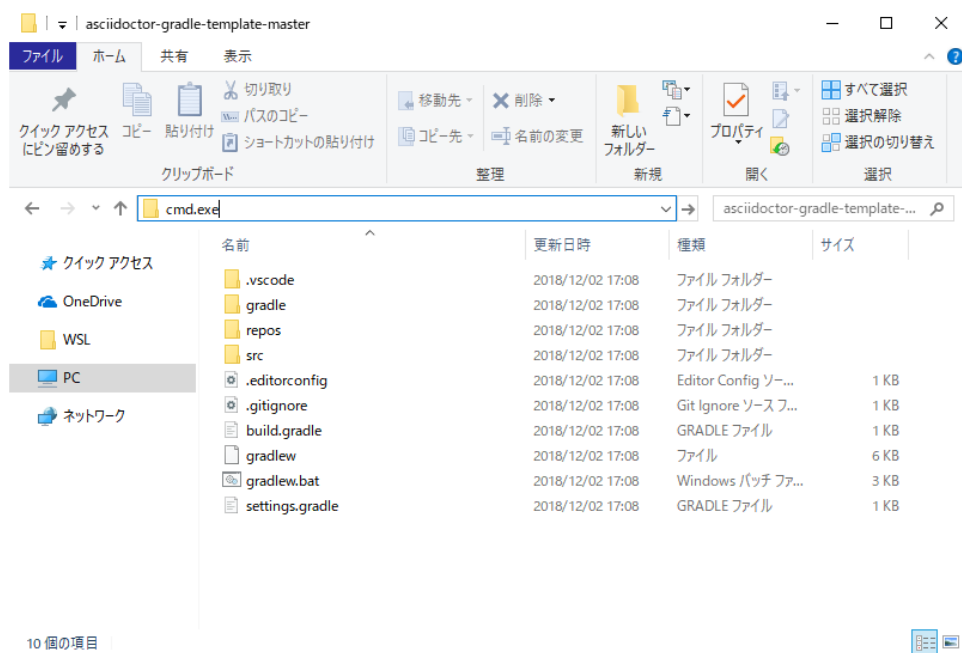 asciidoctor-gradle-template-master
ファイル ホーム 共有 表示
クイック アクセス
にピン留めする
コピー
貼り付け
切り取り
パスのコピー
ショートカットの貼り付け
クリップボード
移動先
コピー先
削除
名前の変更
整理
新しい
フォルダー
新規
プロパティ
開く
すべて選択
選択解除
選択の切り替え
選択
cmd.exe
asciidoctor-gradle-template-...
クイック アクセス
OneDrive
WSL
PC
ネットワーク
名前 更新日時 種類 サイズ
.vscode 2018/12/02 17:08 ファイル フォルダー
gradle 2018/12/02 17:08 ファイル フォルダー
repos 2018/12/02 17:08 ファイル フォルダー
src 2018/12/02 17:08 ファイル フォルダー
.editorconfig 2018/12/02 17:08 Editor Config ソー... 1 KB
.gitignore 2018/12/02 17:08 Git Ignore ソース フ... 1 KB
build.gradle 2018/12/02 17:08 GRADLE ファイル 1 KB
gradlew 2018/12/02 17:08 ファイル 6 KB
gradlew.bat 2018/12/02 17:08 Windows バッチ ファ... 3 KB
settings.gradle 2018/12/02 17:08 GRADLE ファイル 1 KB
10 個の項目